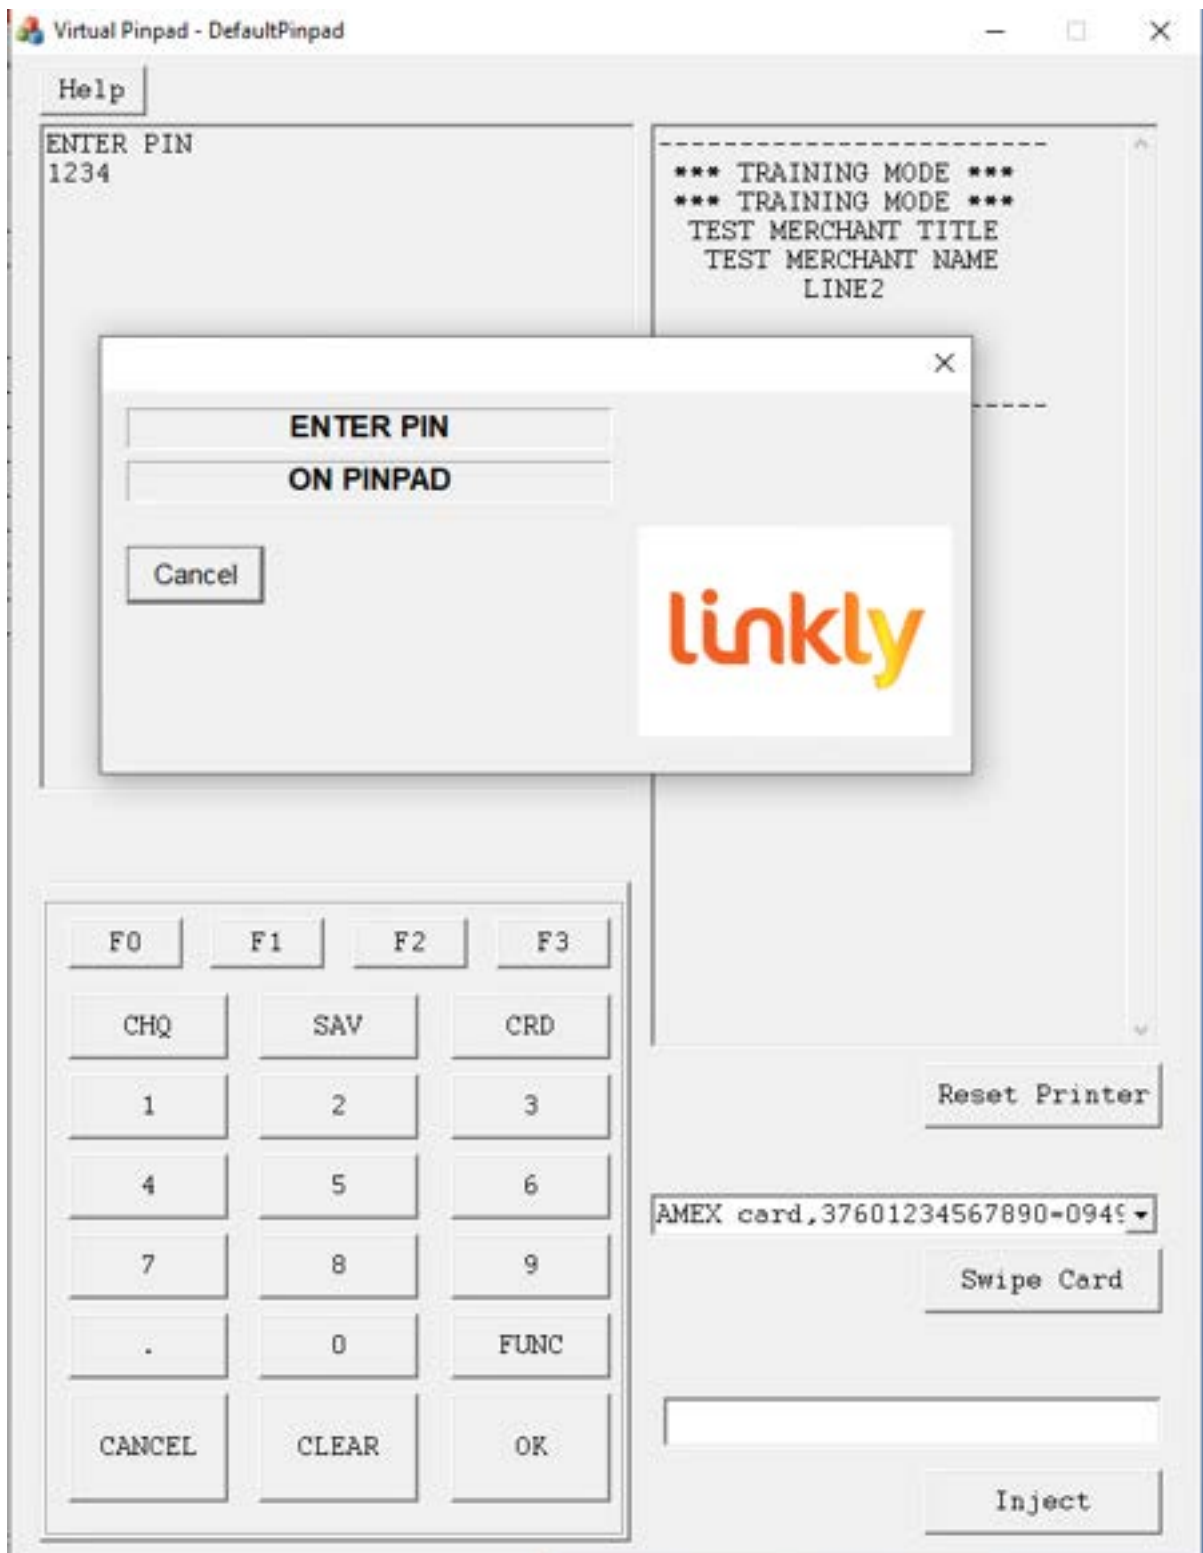 Virtual Pinpad - DefaultPinpad
Help
ENTER PIN
1234
------------------------
*** TRAINING MODE ***
*** TRAINING MODE ***
TEST MERCHANT TITLE
TEST MERCHANT NAME
LINE2
-----
ENTER PIN
ON PINPAD
Cancel
linkly
F0 F1 F2 F3
CHQ SAV CRD
1 2 3
4 5 6
7 8 9
. 0 FUNC
CANCEL CLEAR OK
Reset Printer
AMEX card,37601234567890=0949
Swipe Card
Inject